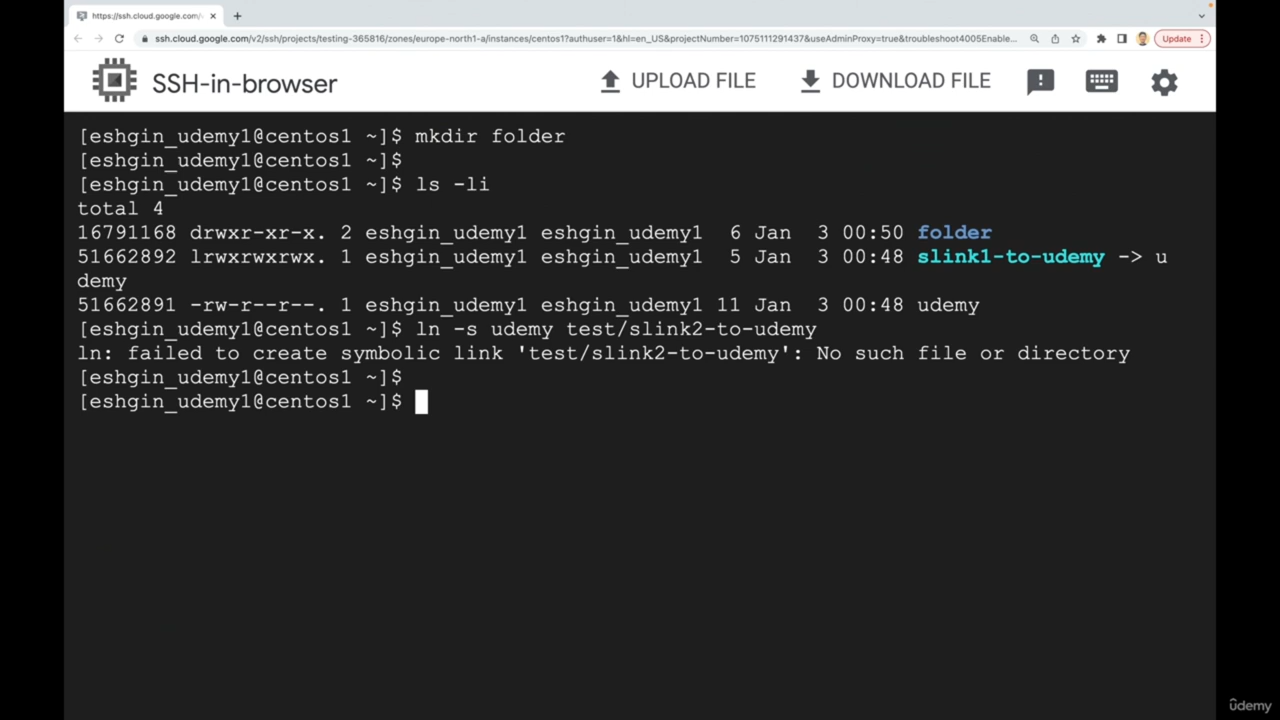 https://ssh.cloud.google.com/v
ssh.cloud.google.com/v2/ssh/projects/testing-365816/zones/europe-north1-a/instances/centos1?authuser=1&hl=en_US&projectNumber=1075111291437&useAdminProxy=true&troubleshoot4005Enable...
Update
SSH-in-browser
UPLOAD FILE
DOWNLOAD FILE
[eshgin_udemy1@centos1 ~]$ mkdir folder
[eshgin_udemy1@centos1 ~]$
[eshgin_udemy1@centos1 ~]$ ls -li
total 4
16791168 drwxr-xr-x. 2 eshgin_udemy1 eshgin_udemy1  6 Jan  3 00:50 folder
51662892 lrwxrwxrwx. 1 eshgin_udemy1 eshgin_udemy1  5 Jan  3 00:48 slink1-to-udemy -> u
demy
51662891 -rw-r--r--. 1 eshgin_udemy1 eshgin_udemy1 11 Jan  3 00:48 udemy
[eshgin_udemy1@centos1 ~]$ ln -s udemy test/slink2-to-udemy
ln: failed to create symbolic link 'test/slink2-to-udemy': No such file or directory
[eshgin_udemy1@centos1 ~]$
[eshgin_udemy1@centos1 ~]$
ûdemy